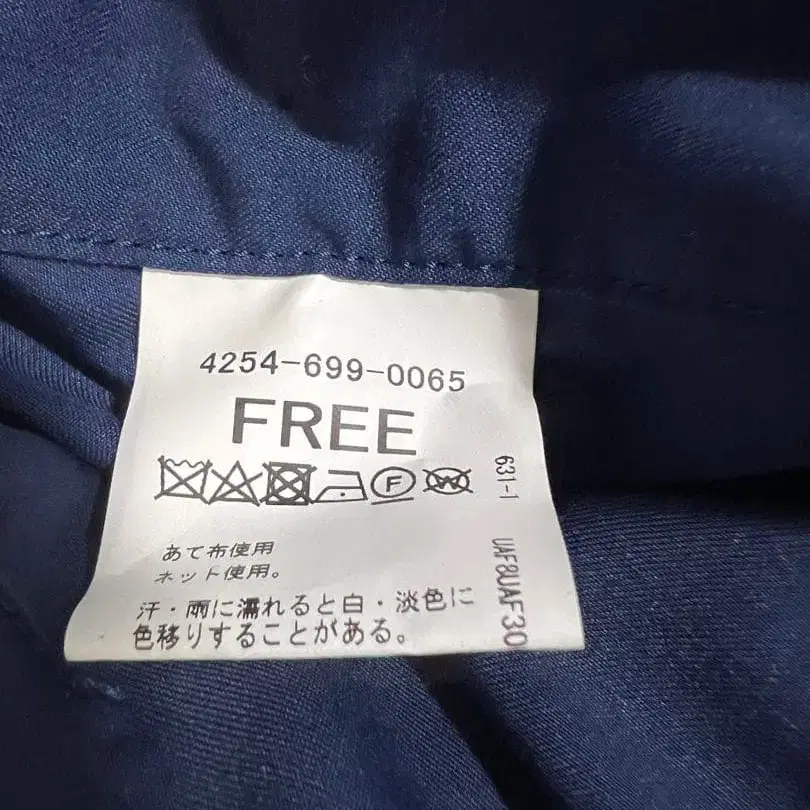 4254-699-0065
FREE
F W
631-1
あて布使用
ネット使用。
汗・雨に濡れると白・淡色に
色移りすることがある。
UAF8UAF30